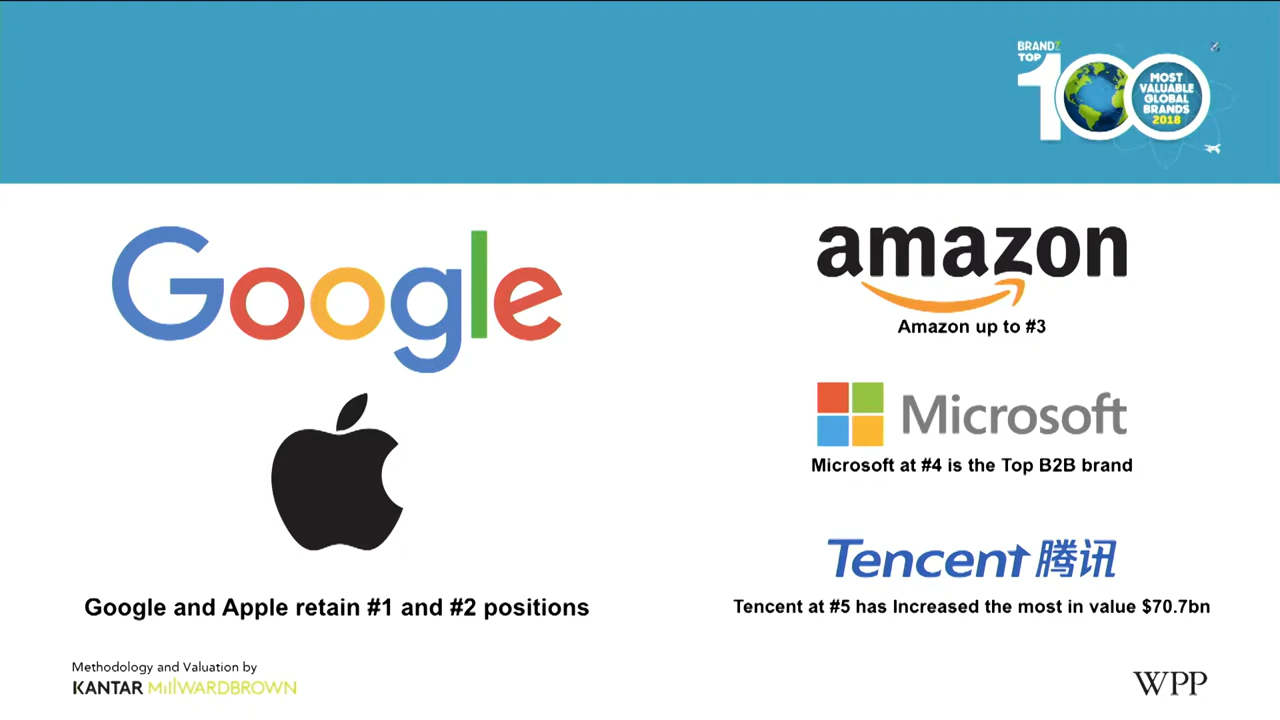 BRANDZ
TOP
100
MOST
VALUABLE
GLOBAL
BRANDS
2018
Google
Google and Apple retain #1 and #2 positions
amazon
Amazon up to #3
Microsoft
Microsoft at #4 is the Top B2B brand
Tencent 腾讯
Tencent at #5 has Increased the most in value $70.7bn
Methodology and Valuation by
KANTAR MillWARDBROWN
WPP